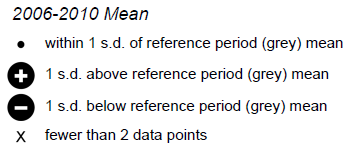 2006-2010 Mean
● within 1 s.d. of reference period (grey) mean
+ 1 s.d. above reference period (grey) mean
− 1 s.d. below reference period (grey) mean
x fewer than 2 data points